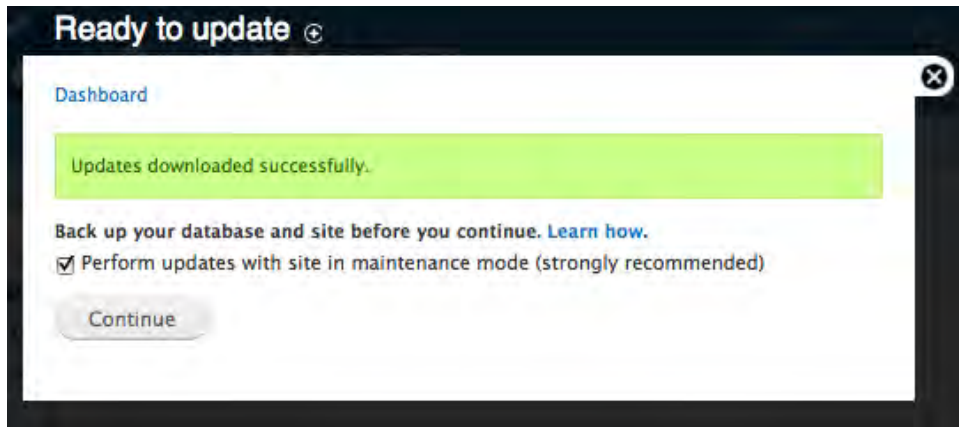 Ready to update
Dashboard
Updates downloaded successfully.
Back up your database and site before you continue. Learn how.
Perform updates with site in maintenance mode (strongly recommended)
Continue